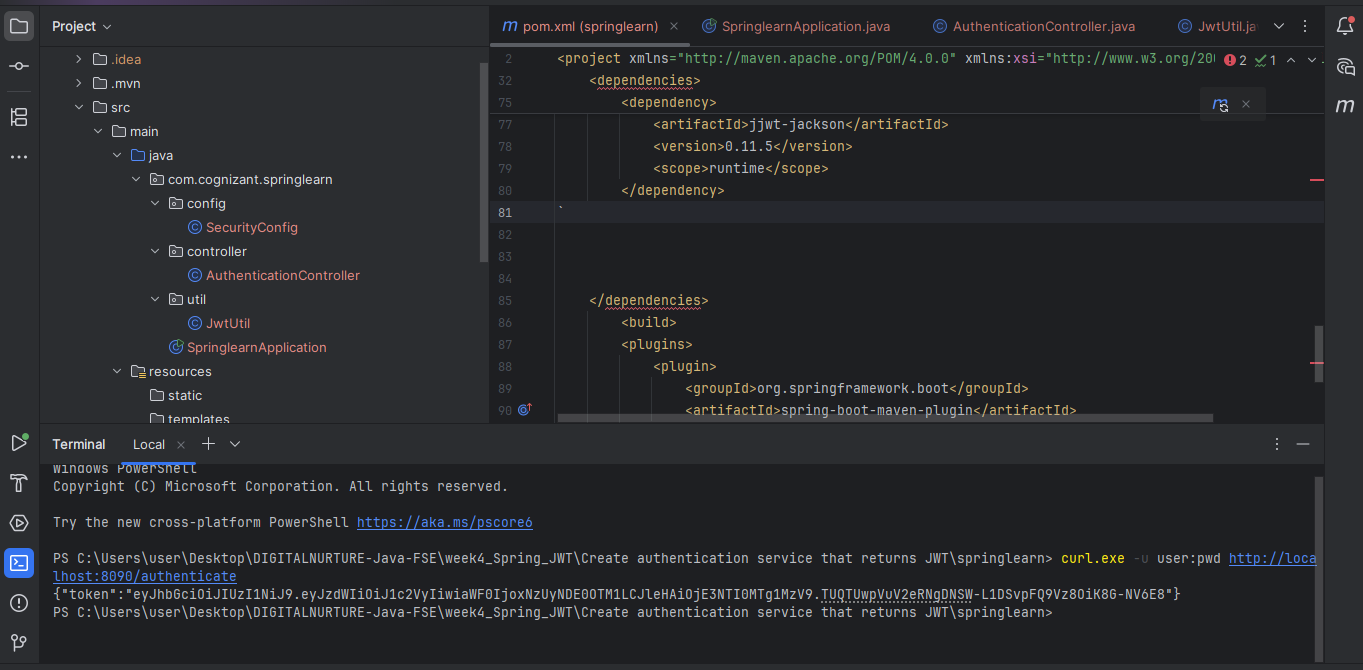 Project
.idea
.mvn
src
main
java
com.cognizant.springlearn
config
SecurityConfig
controller
AuthenticationController
util
JwtUtil
SpringlearnApplication
resources
static
templates
m pom.xml (springlearn)
SpringlearnApplication.java
AuthenticationController.java
JwtUtil.ja
2 1
2 <project xmlns="http://maven.apache.org/POM/4.0.0" xmlns:xsi="http://www.w3.org/200
32 <dependencies>
75 <dependency>
77 <artifactId>jjwt-jackson</artifactId>
78 <version>0.11.5</version>
79 <scope>runtime</scope>
80 </dependency>
81 `
82
83
84
85 </dependencies>
86 <build>
87 <plugins>
88 <plugin>
89 <groupId>org.springframework.boot</groupId>
90 <artifactId>spring-boot-maven-plugin</artifactId>
Terminal Local
Windows PowerShell
Copyright (C) Microsoft Corporation. All rights reserved.
Try the new cross-platform PowerShell https://aka.ms/pscore6
PS C:\Users\user\Desktop\DIGITALNURTURE-Java-FSE\week4_Spring_JWT\Create authentication service that returns JWT\springlearn> curl.exe -u user:pwd http://loca
lhost:8090/authenticate
{"token":"eyJhbGciOiJIUzI1NiJ9.eyJzdWIiOiJ1c2VyIiwiaWF0IjoxNzUyNDE0OTM1LCJleHAiOjE3NTI0MTg1MzV9.TUQTUwpVuV2eRNgDNSW-L1DSvpFQ9Vz8OiK8G-NV6E8"}
PS C:\Users\user\Desktop\DIGITALNURTURE-Java-FSE\week4_Spring_JWT\Create authentication service that returns JWT\springlearn>